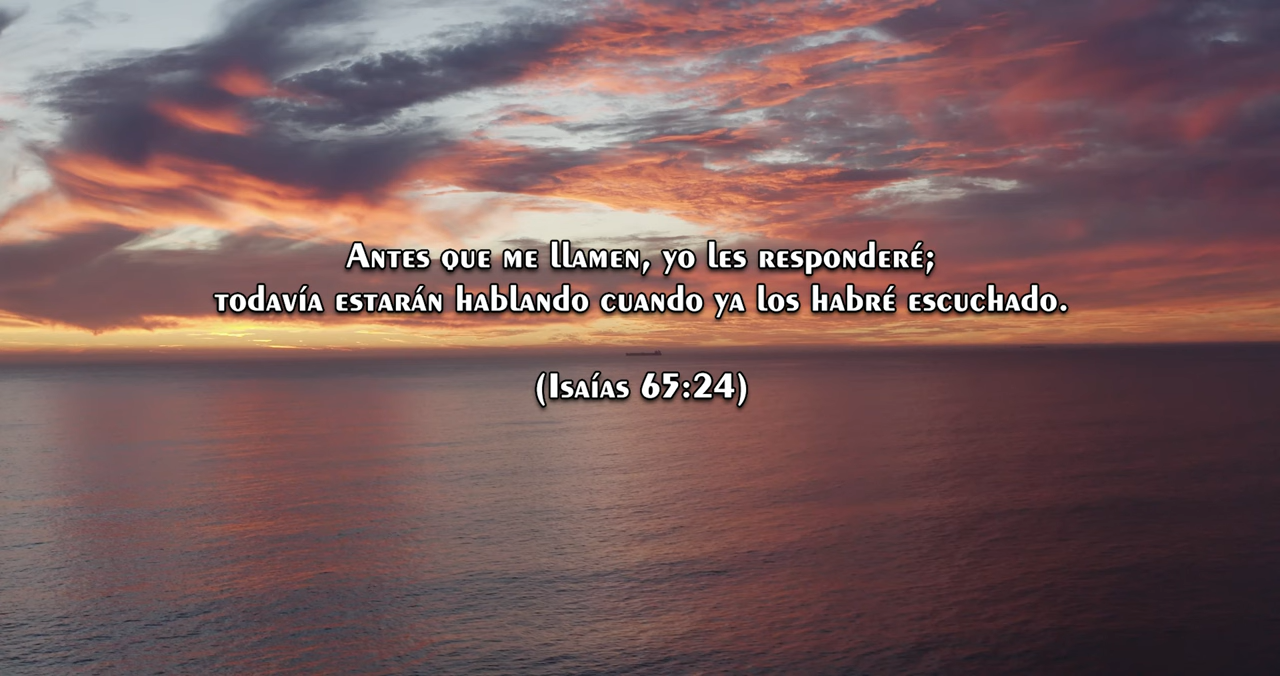 Antes que me llamen, yo les responderé;
todavía estarán hablando cuando ya los habré escuchado.
(Isaías 65:24)